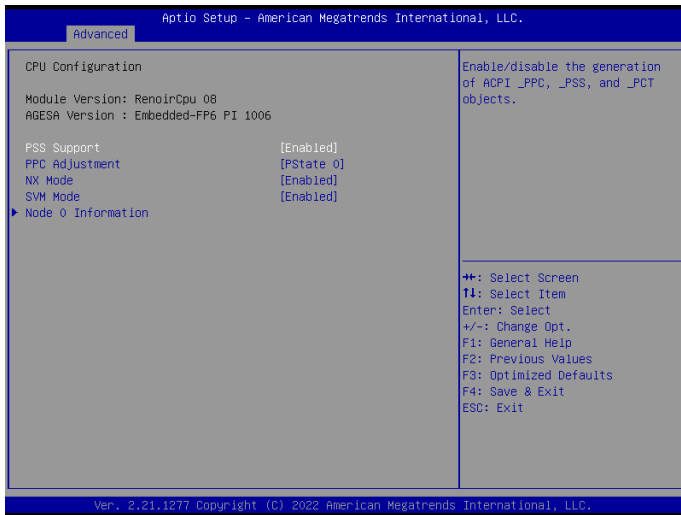 Aptio Setup – American Megatrends International, LLC.
Advanced
CPU Configuration
Module Version: RenoirCpu 08
AGESA Version : Embedded-FP6 PI 1006
PSS Support [Enabled]
PPC Adjustment [PState 0]
NX Mode [Enabled]
SVM Mode [Enabled]
Node 0 Information
Enable/disable the generation
of ACPI _PPC, _PSS, and _PCT
objects.
→←: Select Screen
↑↓: Select Item
Enter: Select
+/-: Change Opt.
F1: General Help
F2: Previous Values
F3: Optimized Defaults
F4: Save & Exit
ESC: Exit
Ver. 2.21.1277 Copyright (C) 2022 American Megatrends International, LLC.